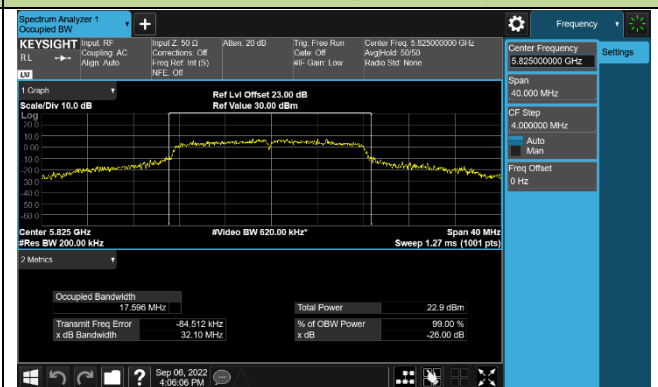 Spectrum Analyzer 1
Occupied BW
+
Frequency
KEYSIGHT
RL
LXI
Input: RF
Coupling: AC
Align: Auto
Input Z: 50 Ω
Corrections: Off
Freq Ref: Int (S)
NFE: Off
Atten: 20 dB
Trig: Free Run
Gate: Off
#IF Gain: Low
Center Freq: 5.825000000 GHz
Avg|Hold: 50/50
Radio Std: None
Center Frequency
5.825000000 GHz
Settings
Span
40.000 MHz
CF Step
4.000000 MHz
Auto
Man
Freq Offset
0 Hz
1 Graph
Scale/Div 10.0 dB
Ref Lvl Offset 23.00 dB
Ref Value 30.00 dBm
Log
20.0
10.0
0.00
-10.0
-20.0
-30.0
-40.0
-50.0
-60.0
Center 5.825 GHz
#Res BW 200.00 kHz
#Video BW 620.00 kHz*
Span 40 MHz
Sweep 1.27 ms (1001 pts)
2 Metrics
Occupied Bandwidth
17.596 MHz
Total Power 22.9 dBm
Transmit Freq Error -84.512 kHz
% of OBW Power 99.00 %
x dB Bandwidth 32.10 MHz
x dB -26.00 dB
?
Sep 06, 2022
4:06:06 PM